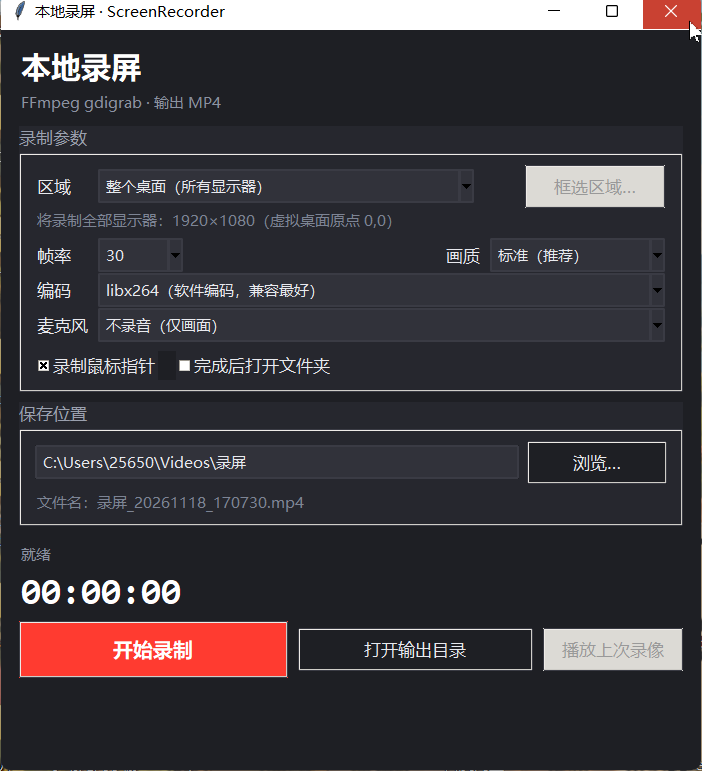 本地录屏 · ScreenRecorder
本地录屏
FFmpeg gdigrab · 输出 MP4
录制参数
区域 整个桌面（所有显示器） 框选区域...
将录制全部显示器：1920×1080（虚拟桌面原点 0,0）
帧率 30 画质 标准（推荐）
编码 libx264（软件编码，兼容最好）
麦克风 不录音（仅画面）
录制鼠标指针 完成后打开文件夹
保存位置
C:\Users\25650\Videos\录屏 浏览...
文件名：录屏_20261118_170730.mp4
就绪
00:00:00
开始录制 打开输出目录 播放上次录像